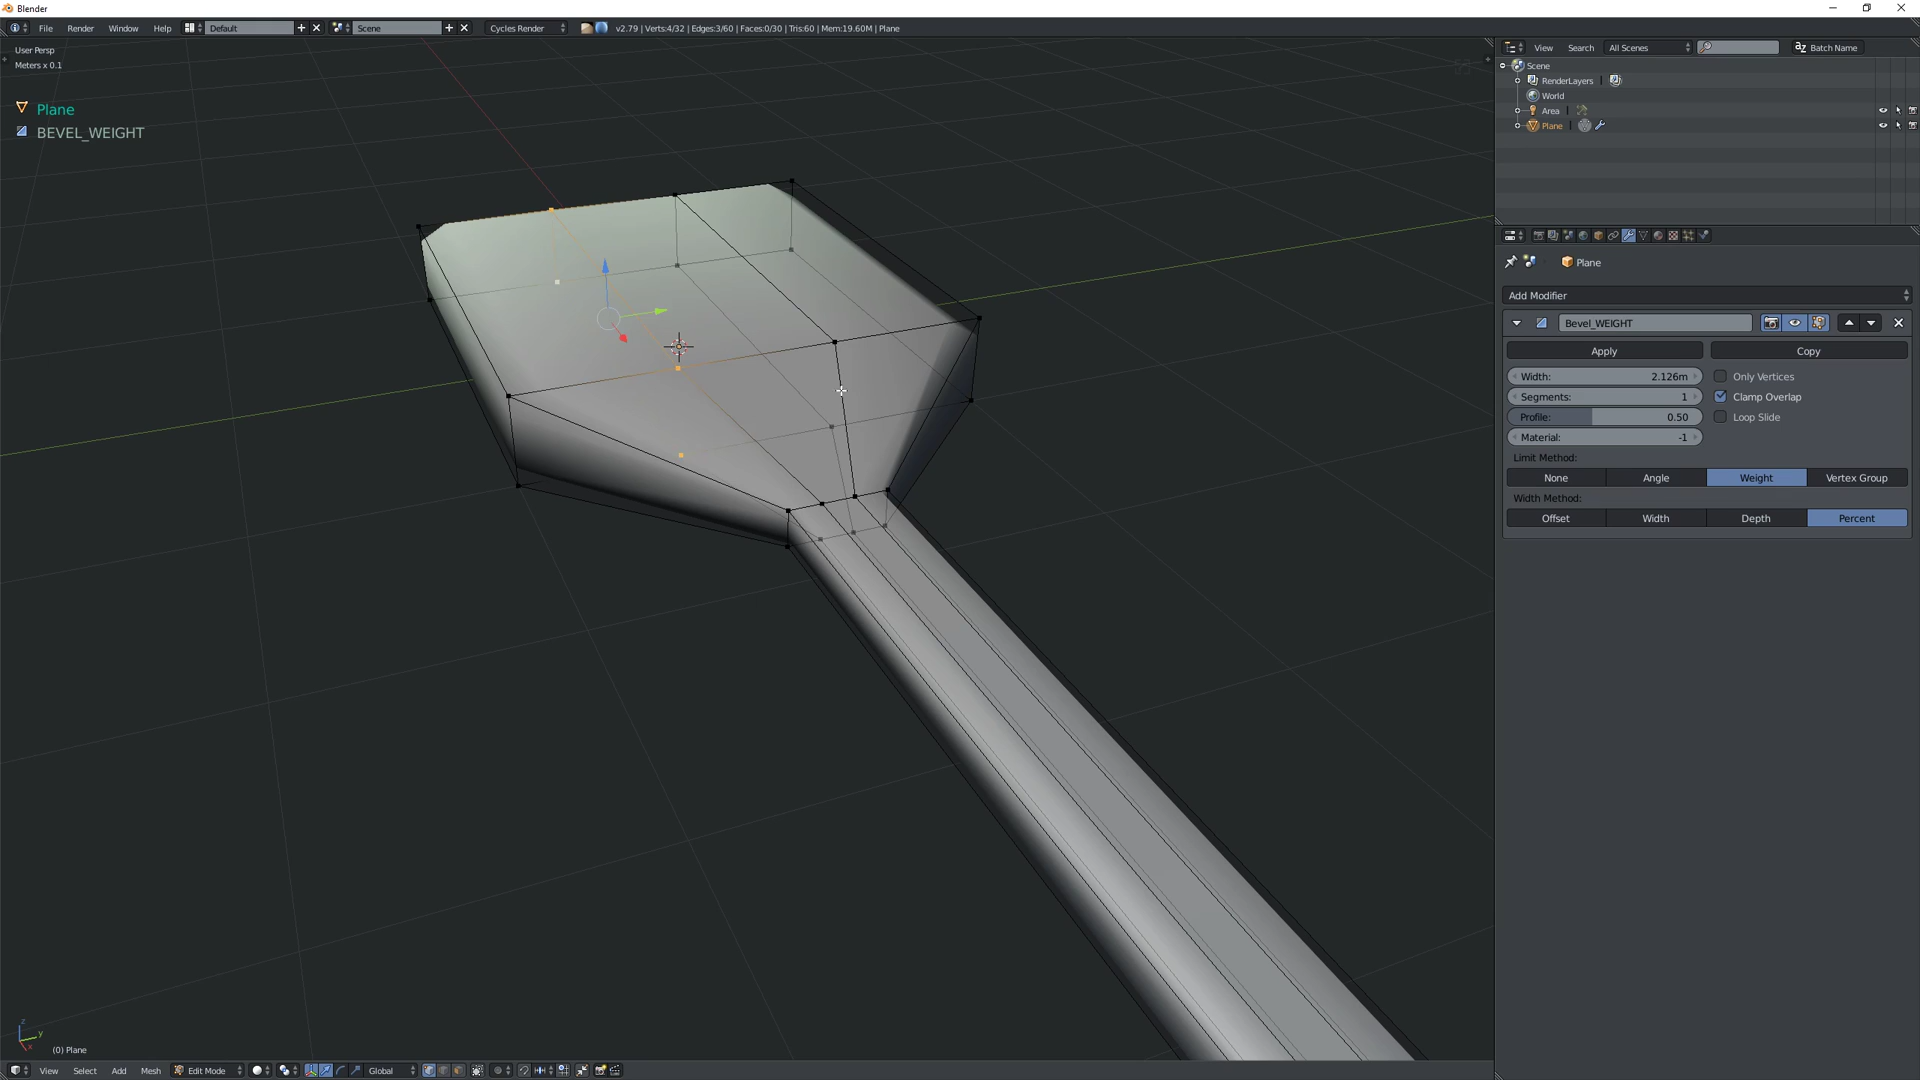 Blender
File Render Window Help Default Scene Cycles Render v2.79 | Verts:4/32 | Edges:3/60 | Faces:0/30 | Tris:60 | Mem:19.60M | Plane
User Persp
Meters x 0.1
Plane
BEVEL_WEIGHT
(0) Plane
View Select Add Mesh Edit Mode Global
View Search All Scenes Batch Name
Scene
RenderLayers |
World
Area |
Plane |
Plane
Add Modifier
Bevel_WEIGHT
Apply Copy
Width: 2.126m Only Vertices
Segments: 1 Clamp Overlap
Profile: 0.50 Loop Slide
Material: -1
Limit Method:
None Angle Weight Vertex Group
Width Method:
Offset Width Depth Percent
z
y
x